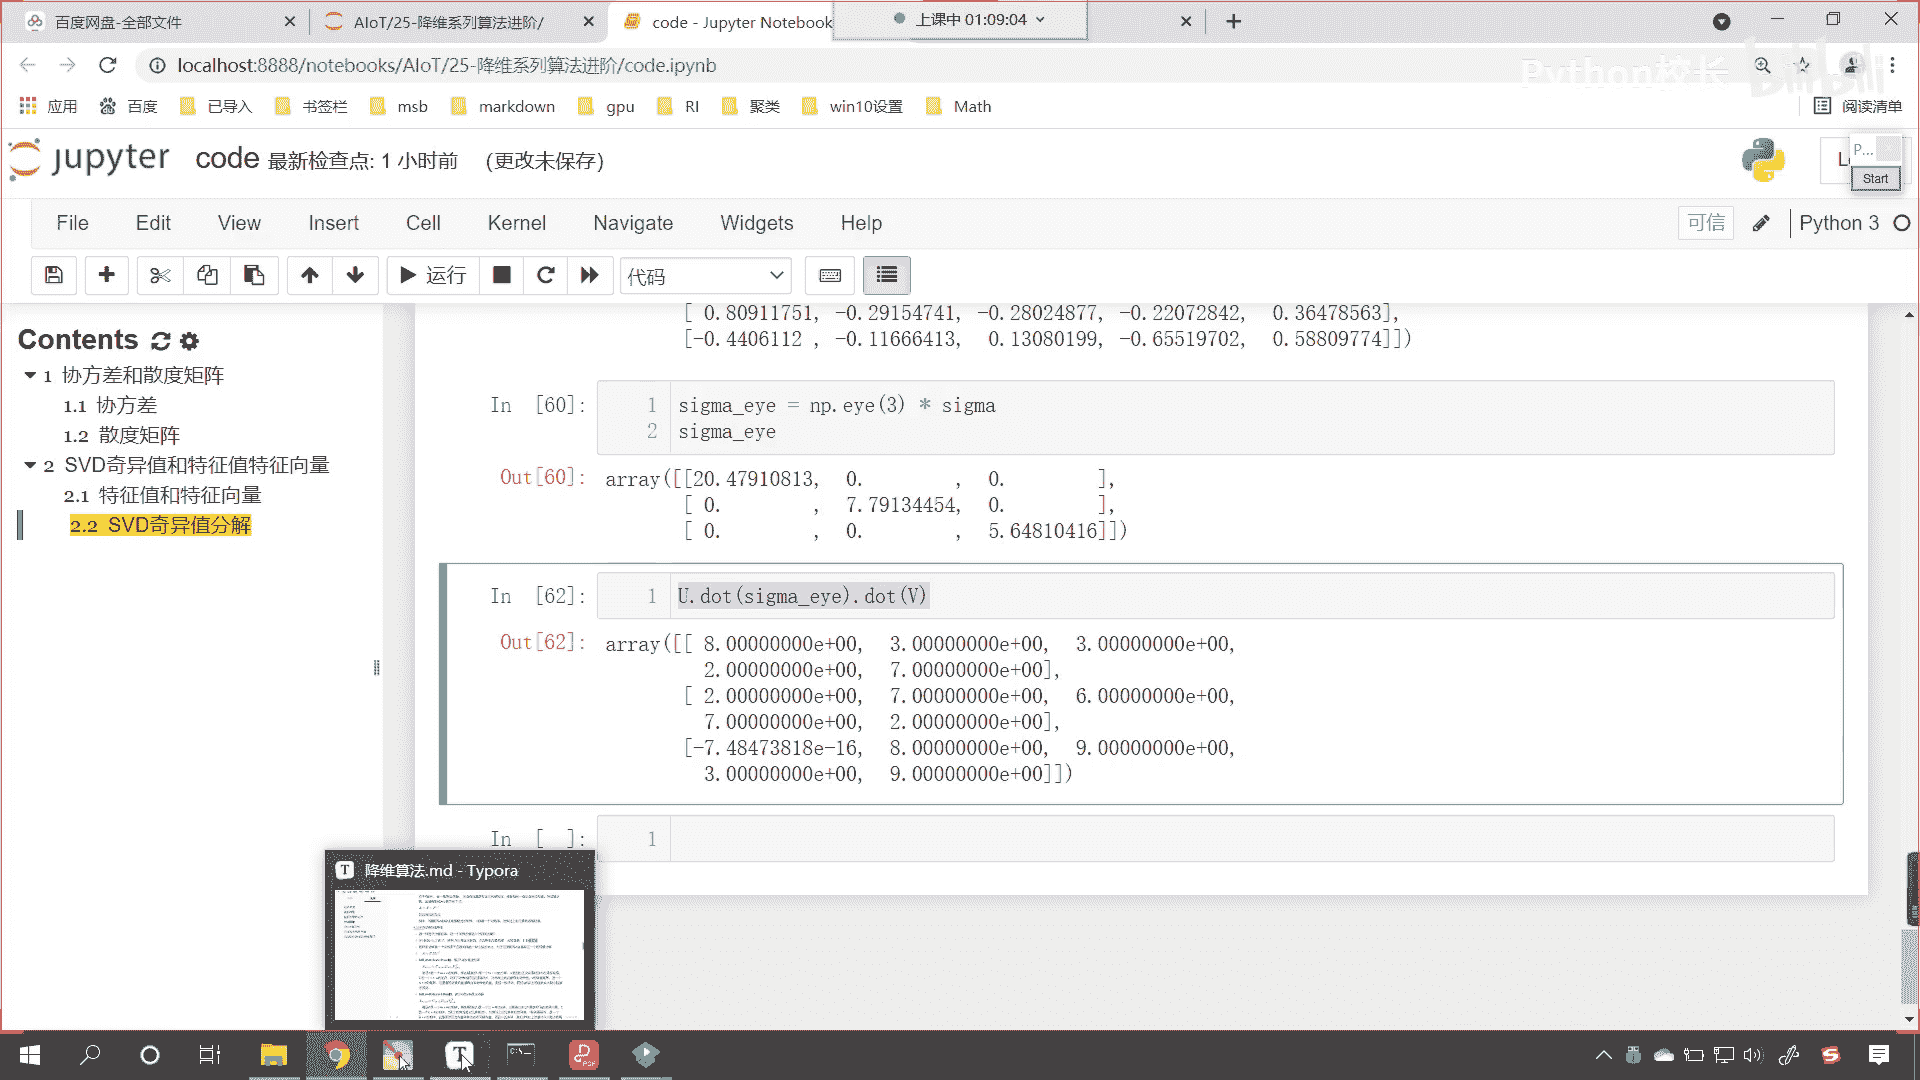 百度网盘-全部文件
AIoT/25-降维系列算法进阶/
code - Jupyter Notebook
上课中 01:09:04
localhost:8888/notebooks/AIoT/25-降维系列算法进阶/code.ipynb
Python校长
bilibili
应用 百度 已导入 书签栏 msb markdown gpu RI 聚类 win10设置 Math 阅读清单
jupyter code 最新检查点: 1 小时前 (更改未保存)
P...
Start
File Edit View Insert Cell Kernel Navigate Widgets Help 可信 Python 3
运行 代码
Contents
1 协方差和散度矩阵
1.1 协方差
1.2 散度矩阵
2 SVD奇异值和特征值特征向量
2.1 特征值和特征向量
2.2 SVD奇异值分解
[ 0.80911751, -0.29154741, -0.28024877, -0.22072842, 0.36478563],
[-0.4406112 , -0.11666413, 0.13080199, -0.65519702, 0.58809774]])
In [60]:
1 sigma_eye = np.eye(3) * sigma
2 sigma_eye
Out[60]: array([[20.47910813, 0. , 0. ],
[ 0. , 7.79134454, 0. ],
[ 0. , 0. , 5.64810416]])
In [62]: 1 U.dot(sigma_eye).dot(V)
Out[62]: array([[ 8.00000000e+00, 3.00000000e+00, 3.00000000e+00,
2.00000000e+00, 7.00000000e+00],
[ 2.00000000e+00, 7.00000000e+00, 6.00000000e+00,
7.00000000e+00, 2.00000000e+00],
[-7.48473818e-16, 8.00000000e+00, 9.00000000e+00,
3.00000000e+00, 9.00000000e+00]])
In [ ]: 1
降维算法.md - Typora